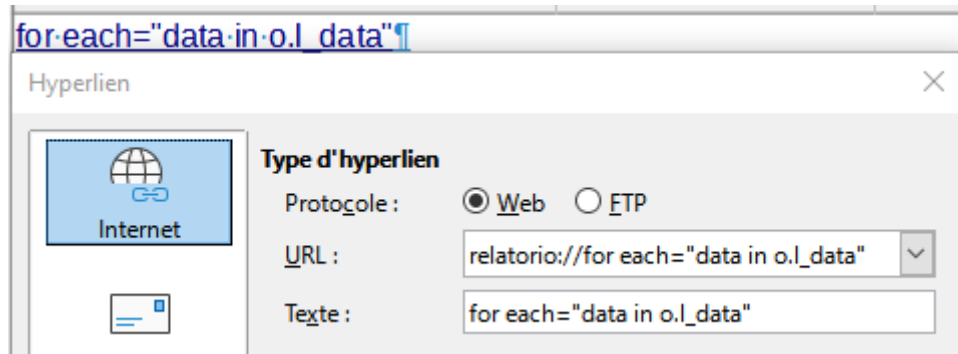 for·each="data·in·o.l_data"¶
Hyperlien
Type d'hyperlien
Protocole : Web FTP
Internet
URL : relatorio://for each="data in o.l_data"
Texte : for each="data in o.l_data"